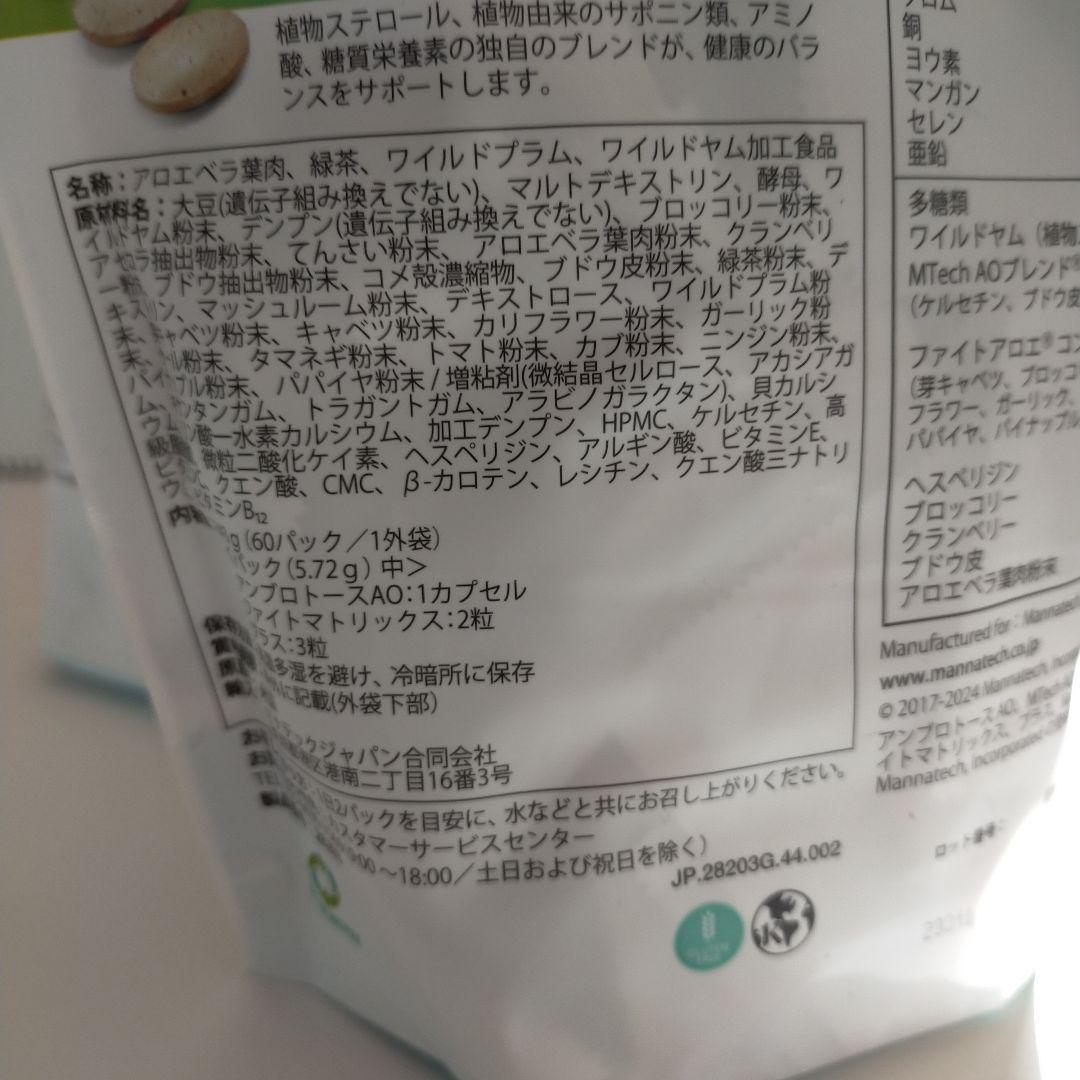 植物ステロール、植物由来のサポニン類、アミノ
酸、糖質栄養素の独自のブレンドが、健康のバラ
ンスをサポートします。
名称：アロエベラ葉肉、緑茶、ワイルドプラム、ワイルドヤム加工食品
原材料名：大豆(遺伝子組み換えでない)、マルトデキストリン、酵母、ワ
イルドヤム粉末、デンプン(遺伝子組み換えでない)、ブロッコリー粉末、
アセロラ抽出物粉末、てんさい粉末、アロエベラ葉肉粉末、クランベリ
ー粉末、ブドウ抽出物粉末、コメ殻濃縮物、ブドウ皮粉末、緑茶粉末、デ
キストリン、マッシュルーム粉末、デキストロース、ワイルドプラム粉
末、芽キャベツ粉末、キャベツ粉末、カリフラワー粉末、ガーリック粉
末、ケール粉末、タマネギ粉末、トマト粉末、カブ粉末、ニンジン粉末、
パイナップル粉末、パパイヤ粉末 / 増粘剤(微結晶セルロース、アカシアガ
ム、キサンタンガム、トラガントガム、アラビノガラクタン)、貝カルシ
ウム、酸一水素カルシウム、加工デンプン、HPMC、ケルセチン、高
級脂 微粒二酸化ケイ素、ヘスペリジン、アルギン酸、ビタミンE、
ビ C、クエン酸、CMC、β-カロテン、レシチン、クエン酸三ナトリ
ウ ビタミンB12
内 g (60パック／1外袋)
パック (5.72g) 中＞
アンブロトースAO：1カプセル
ファイトマトリックス：2粒
プラス：3粒
保存 多湿を避け、冷暗所に保存
に記載(外袋下部)
テックジャパン合同会社
区港南二丁目16番3号
1日2パックを目安に、水などと共にお召し上がりください。
カスタマーサービスセンター
:00～18:00／土日および祝日を除く)
JP.28203G.44.002
GLUTEN
FREE
銅
ヨウ素
マンガン
セレン
亜鉛
多糖類
ワイルドヤム（植物
MTech AOブレンド®
（ケルセチン、ブドウ皮
ファイトアロエ® コン
（芽キャベツ、ブロッコ
フラワー、ガーリック、
パパイヤ、パイナップル
ヘスペリジン
ブロッコリー
クランベリー
ブドウ皮
アロエベラ葉肉粉末
Manufactured for : Mannatech
www.mannatech.co.jp
© 2017-2024 Mannatech, Incor
アンブロトース AO、MTech
イトマトリックス、プラス、
Mannatech, Incorporated
ロット番号：